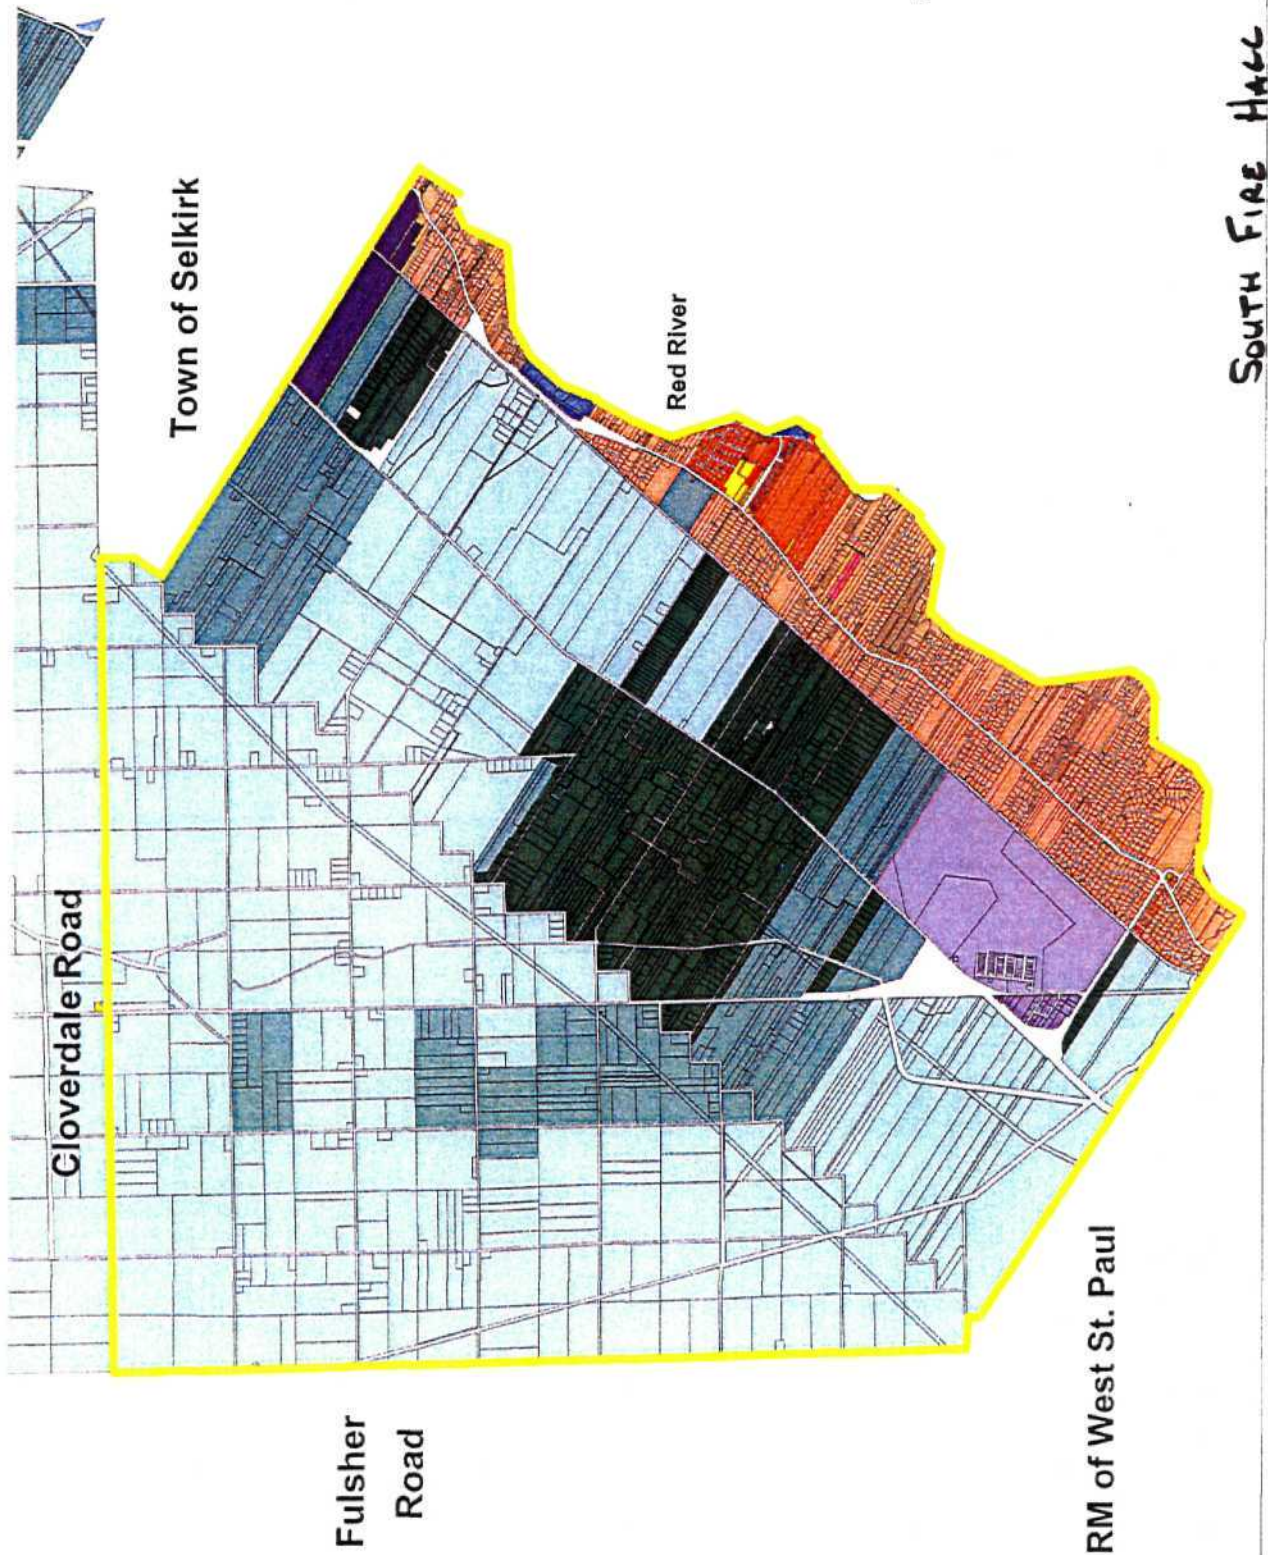 Cloverdale Road
Town of Selkirk
Red River
Fulsher
Road
RM of West St. Paul
SOUTH FIRE HALL